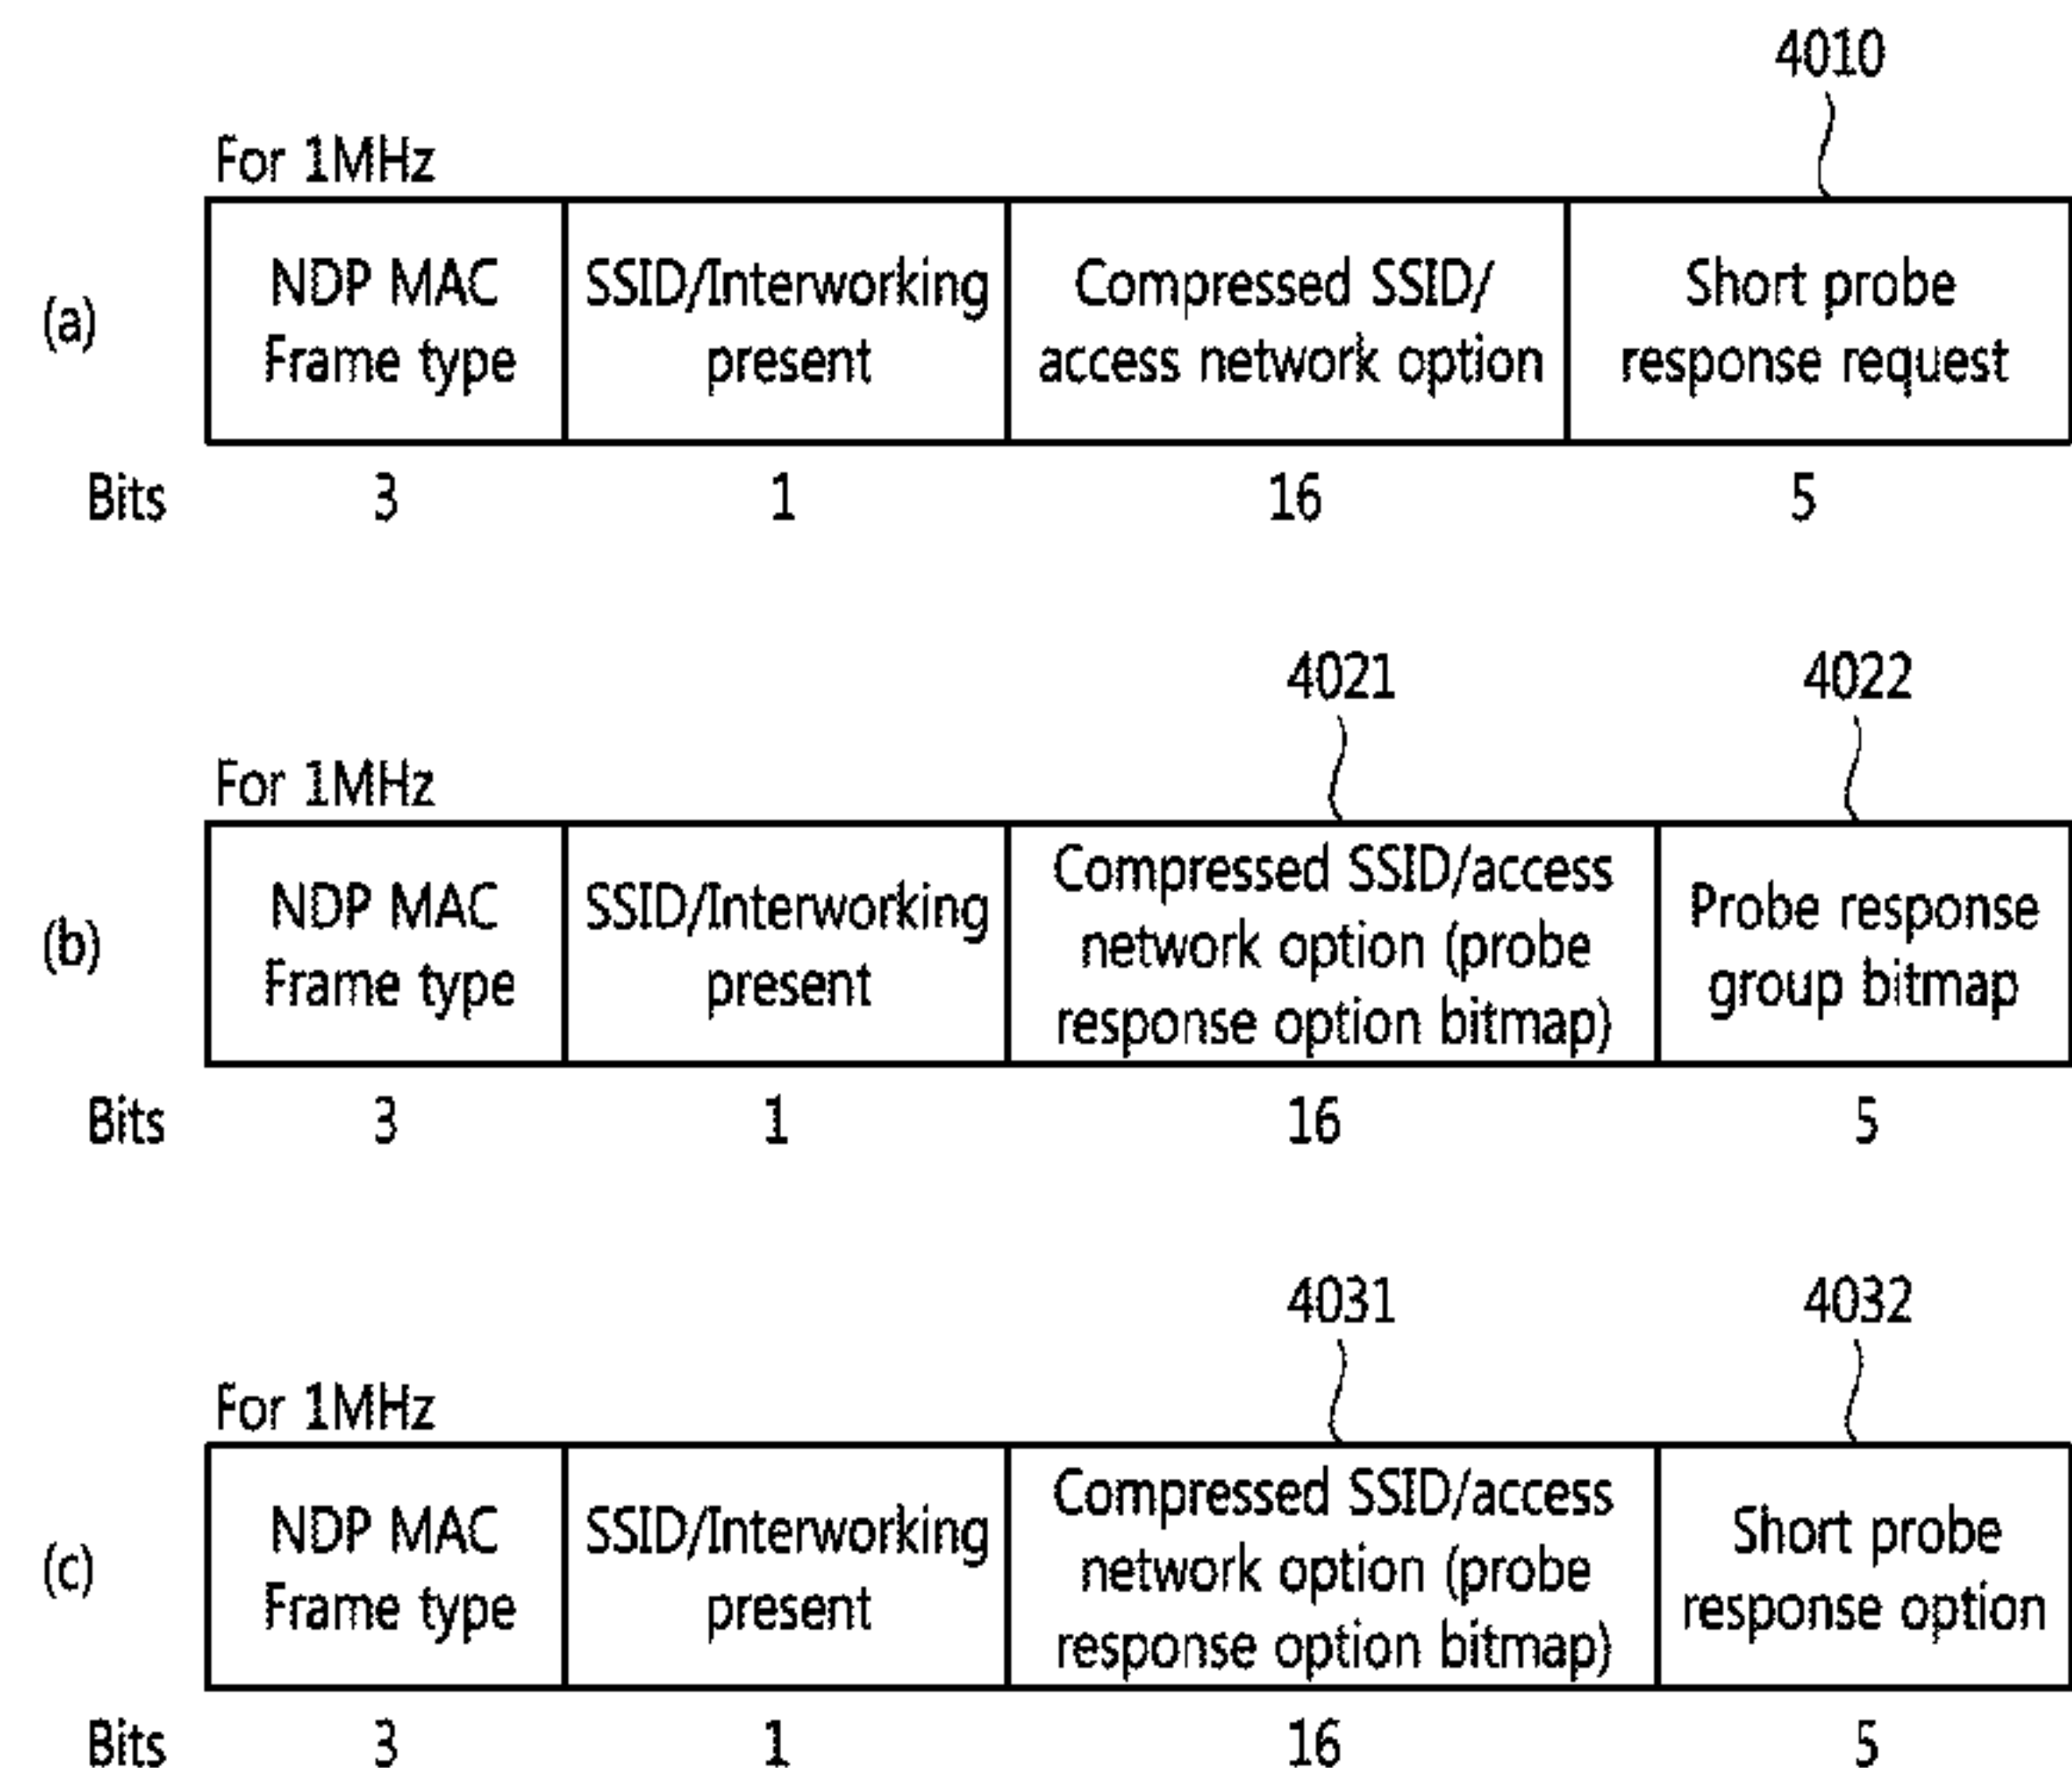 4010
For 1MHz
(a)
NDP MAC
Frame type
SSID/Interworking
present
Compressed SSID/
access network option
Short probe
response request
Bits 3 1 16 5
4021 4022
For 1MHz
(b)
NDP MAC
Frame type
SSID/Interworking
present
Compressed SSID/access
network option (probe
response option bitmap)
Probe response
group bitmap
Bits 3 1 16 5
4031 4032
For 1MHz
(c)
NDP MAC
Frame type
SSID/Interworking
present
Compressed SSID/access
network option (probe
response option bitmap)
Short probe
response option
Bits 3 1 16 5